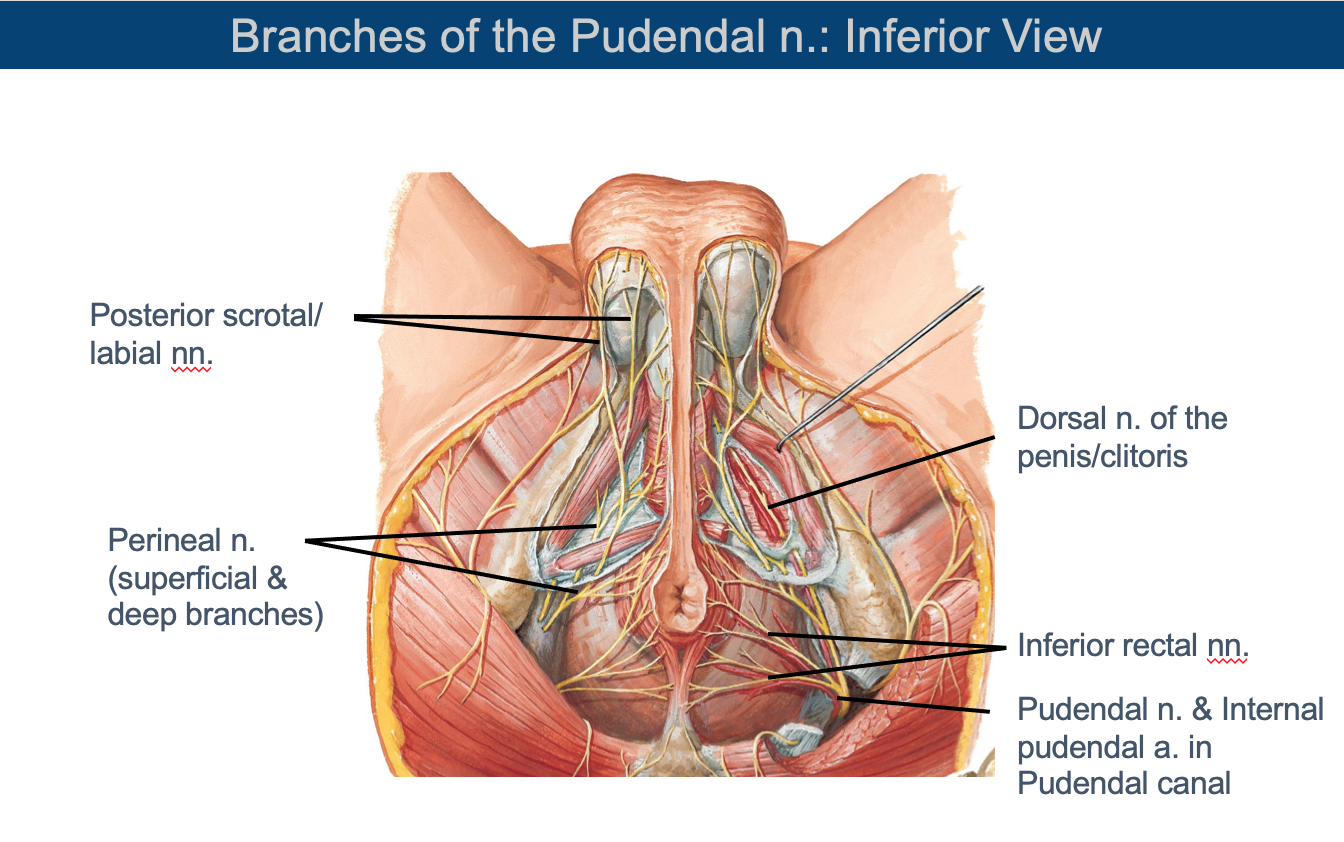 Branches of the Pudendal n.: Inferior View
Posterior scrotal/
labial nn.
Dorsal n. of the
penis/clitoris
Perineal n.
(superficial &
deep branches)
Inferior rectal nn.
Pudendal n. & Internal
pudendal a. in
Pudendal canal